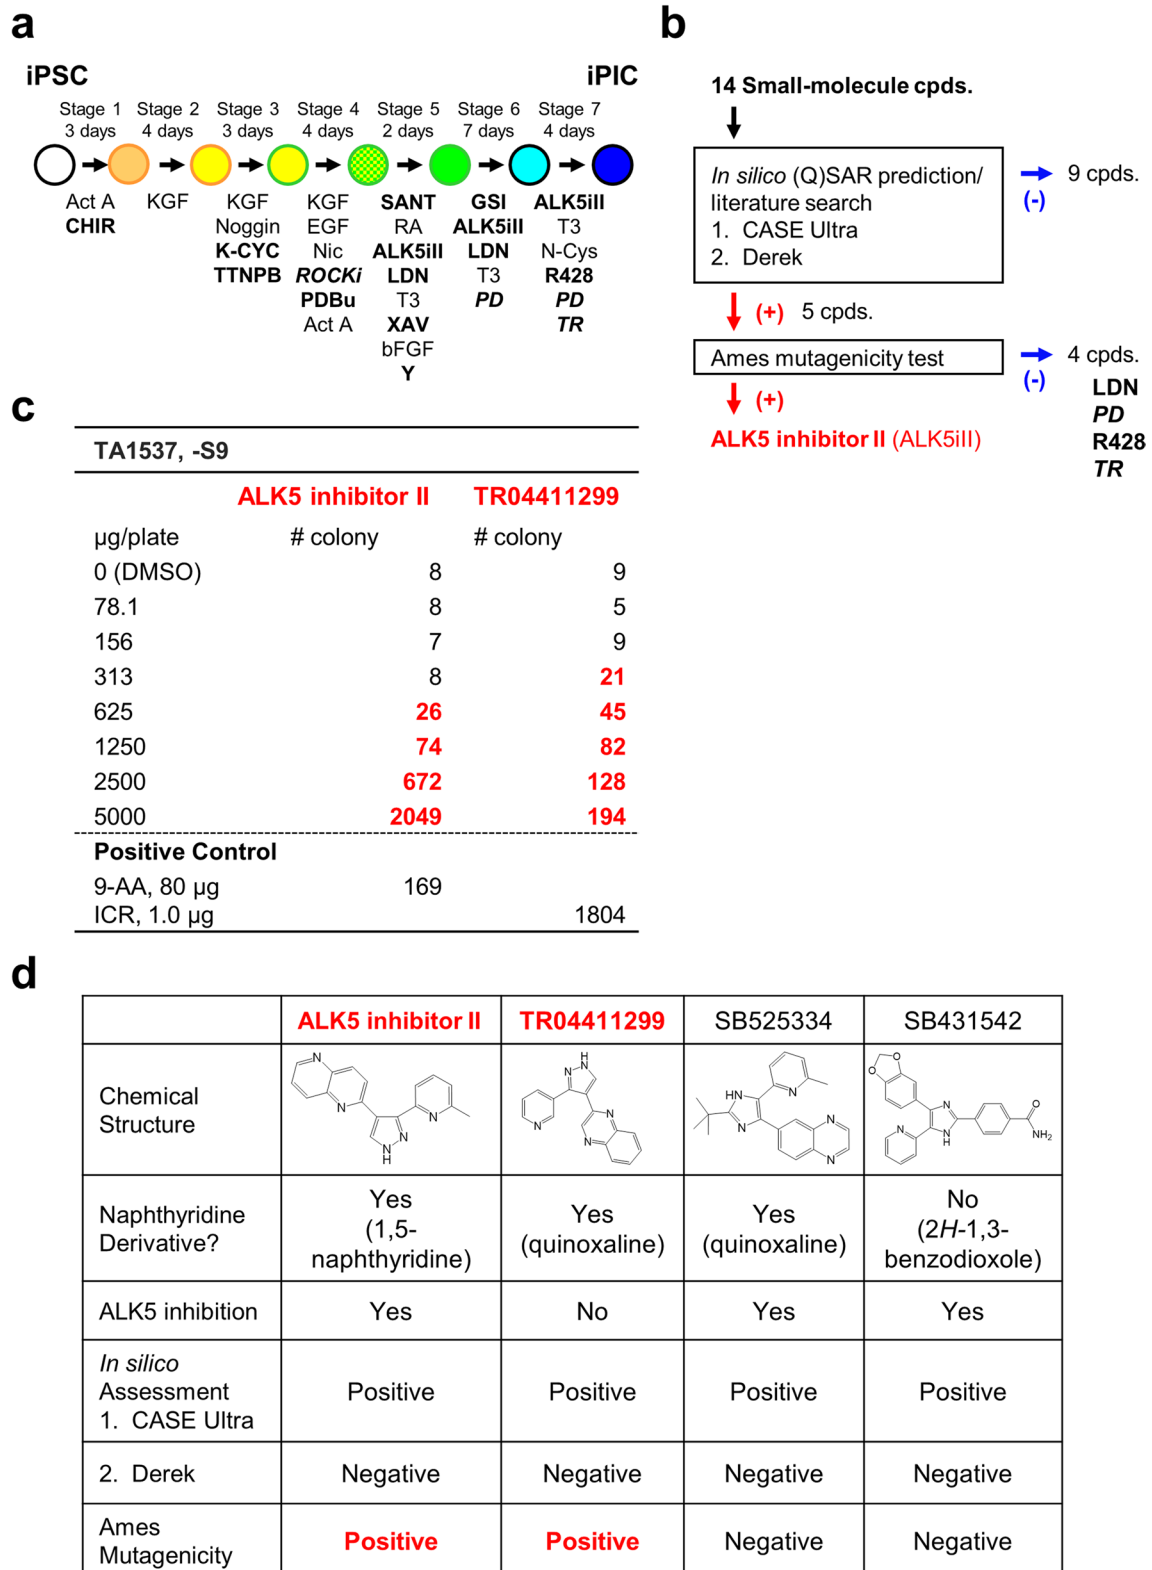 a
iPSC
iPIC
Stage 1 Stage 2 Stage 3 Stage 4 Stage 5 Stage 6 Stage 7
3 days 4 days 3 days 4 days 2 days 7 days 4 days
Act A
CHIR
KGF
KGF
Noggin
K-CYC
TTNPB
KGF
EGF
Nic
ROCKi
PDBu
Act A
SANT
RA
ALK5iII
LDN
T3
XAV
bFGF
Y
GSI
ALK5iII
LDN
T3
PD
ALK5iII
T3
N-Cys
R428
PD
TR
b
14 Small-molecule cpds.
In silico (Q)SAR prediction/
literature search
1. CASE Ultra
2. Derek
9 cpds.
(-)
(+) 5 cpds.
Ames mutagenicity test
4 cpds.
(-)
LDN
PD
R428
TR
(+)
ALK5 inhibitor II (ALK5iII)
c
TA1537, -S9
ALK5 inhibitor II TR04411299
µg/plate # colony # colony
0 (DMSO) 8 9
78.1 8 5
156 7 9
313 8 21
625 26 45
1250 74 82
2500 672 128
5000 2049 194
Positive Control
9-AA, 80 µg 169
ICR, 1.0 µg 1804
d
ALK5 inhibitor II TR04411299 SB525334 SB431542
Chemical
Structure
N
N
N
N
N
H
N
NH
N
N
N
HN
N
N
N
N
O
O
N
N
H
N
O
NH2
Naphthyridine
Derivative?
Yes
(1,5-
naphthyridine)
Yes
(quinoxaline)
Yes
(quinoxaline)
No
(2H-1,3-
benzodioxole)
ALK5 inhibition Yes No Yes Yes
In silico
Assessment
1. CASE Ultra
Positive Positive Positive Positive
2. Derek Negative Negative Negative Negative
Ames
Mutagenicity
Positive Positive Negative Negative